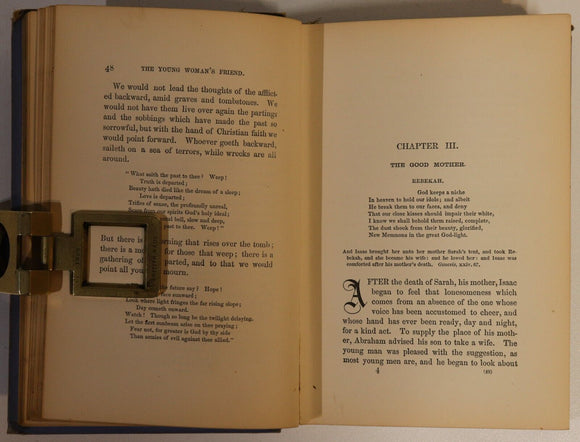 48 THE YOUNG WOMAN'S FRIEND.
We would not lead the thoughts of the afflict-
ed backward, amid graves and tombstones. We
would not have them live over again the partings
and the sobbings which have made the past so
sorrowful, but with the hand of Christian faith we
would point forward. Whoever goeth backward,
saileth on a sea of terrors, while wrecks are all
around.
"What saith the past to thee? Weep!
Truth is departed;
Beauty hath died like the dream of a sleep;
Love is departed;
Trifles of sense, the profoundly unreal,
Scare from our spirits God's holy ideal;
bell, slow and deep,
of the past to thee. Weep!"
But there is morning that rises over the tomb;
there is a for those that weep; there is a
gathering of and to that we would
point all you mourn.
eastward;
Look where light fringes the far rising slope;
Day cometh onward.
Watch! Though so long be the twilight delaying.
Let the first sunbeam arise on thee praying;
Fear not, for greater is God by thy side
Than armies of evil against thee allied."
CHAPTER III.
THE GOOD MOTHER.
REBEKAH.
God keeps a niche
In heaven to hold our idols; and albeit
He break them to our faces, and deny
That our close kisses should impair their white,
I know we shall behold them raised, complete,
The dust shook from their beauty, glorified,
New Memnons in the great God-light.
And Isaac brought her unto her mother Sarah's tent, and took Re-
bekah, and she became his wife; and he loved her: and Isaac was
comforted after his mother's death. Genesis, xxiv. 67.
AFTER the death of Sarah, his mother, Isaac
began to feel that lonesomeness which
comes from an absence of the one whose
voice has been accustomed to cheer, and
whose hand has ever been ready, day and night,
for a kind act. To supply the place of his moth-
er, Abraham advised his son to take a wife. The
young man was pleased with the suggestion, as
most young men are, and he began to look about
4 (49)